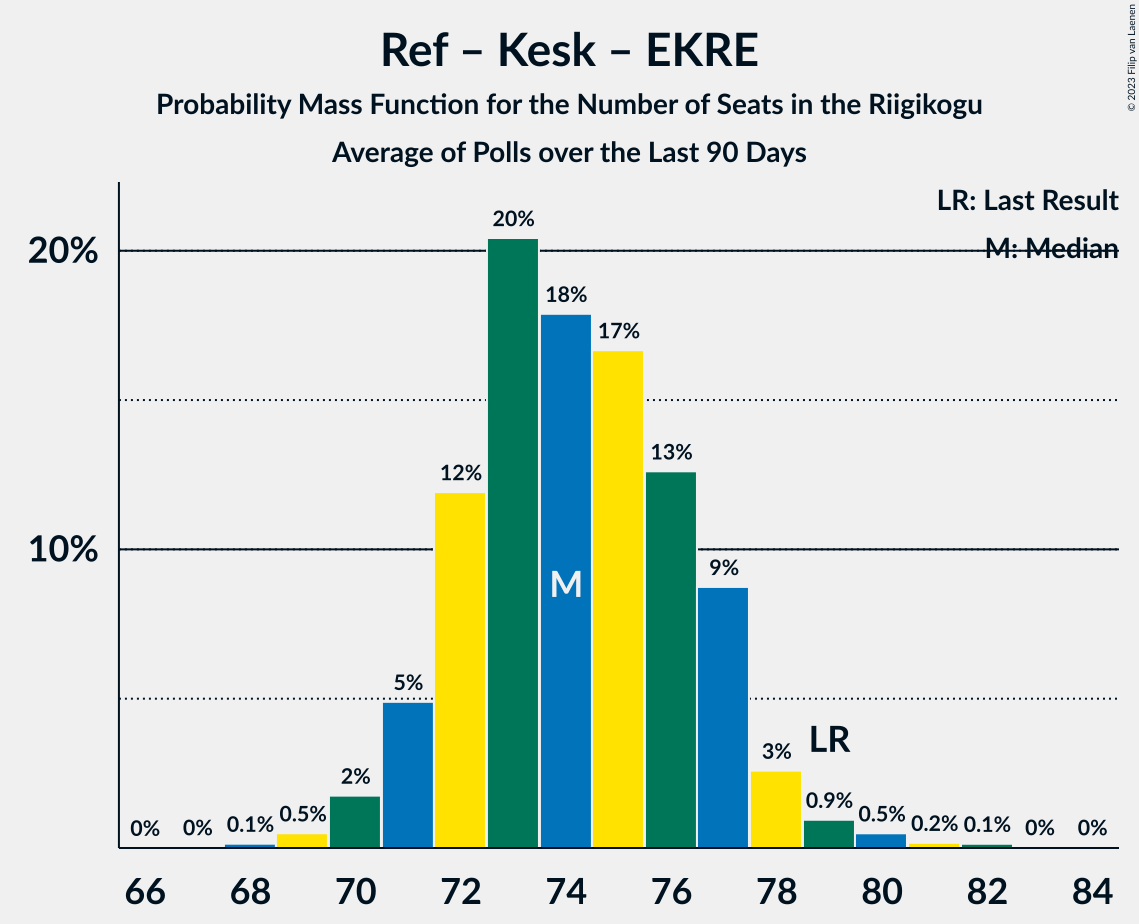 Ref – Kesk – EKRE
Probability Mass Function for the Number of Seats in the Riigikogu
Average of Polls over the Last 90 Days
© 2023 Filip van Laenen
LR: Last Result
M: Median
20%
10%
0%
0%
0.1%
0.5%
2%
5%
12%
20%
18%
17%
13%
9%
3%
0.9%
0.5%
0.2%
0.1%
0%
0%
M
LR
66 68 70 72 74 76 78 80 82 84